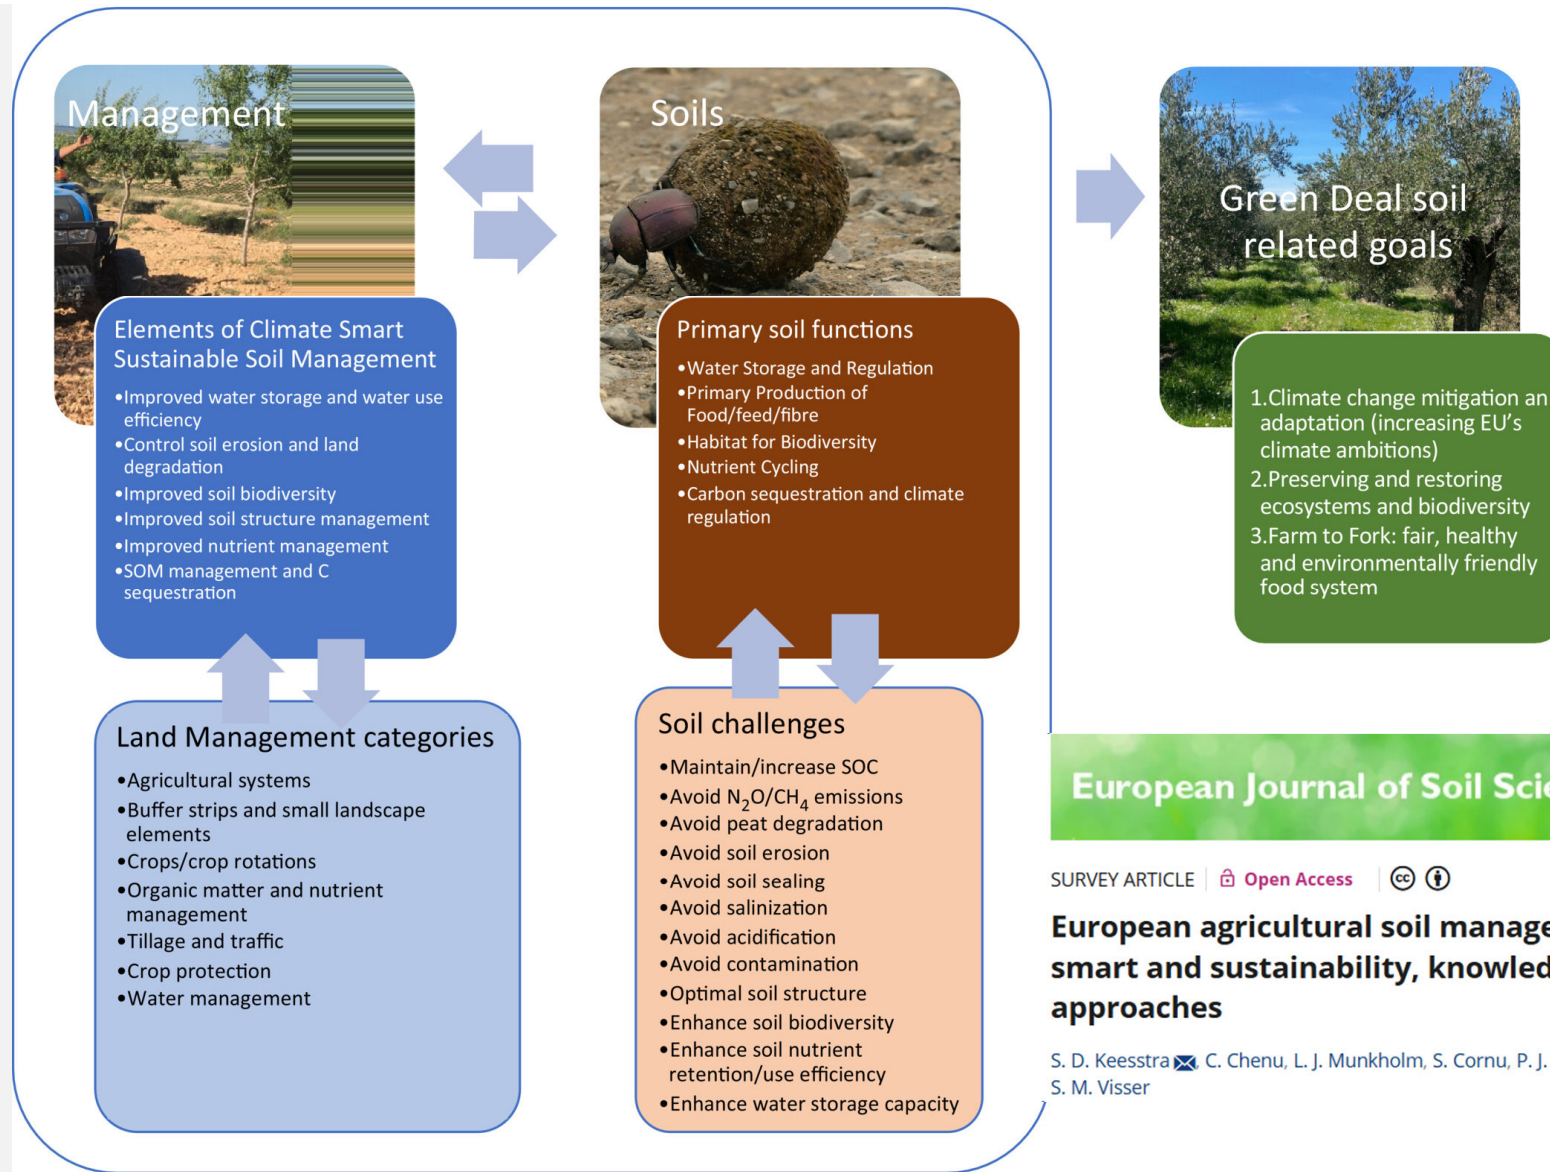 Management
Elements of Climate Smart
Sustainable Soil Management
•Improved water storage and water use
efficiency
•Control soil erosion and land
degradation
•Improved soil biodiversity
•Improved soil structure management
•Improved nutrient management
•SOM management and C
sequestration
Land Management categories
•Agricultural systems
•Buffer strips and small landscape
elements
•Crops/crop rotations
•Organic matter and nutrient
management
•Tillage and traffic
•Crop protection
•Water management
Soils
Primary soil functions
•Water Storage and Regulation
•Primary Production of
Food/feed/fibre
•Habitat for Biodiversity
•Nutrient Cycling
•Carbon sequestration and climate
regulation
Soil challenges
•Maintain/increase SOC
•Avoid N₂O/CH₄ emissions
•Avoid peat degradation
•Avoid soil erosion
•Avoid soil sealing
•Avoid salinization
•Avoid acidification
•Avoid contamination
•Optimal soil structure
•Enhance soil biodiversity
•Enhance soil nutrient
retention/use efficiency
•Enhance water storage capacity
Green Deal soil
related goals
1.Climate change mitigation an
adaptation (increasing EU’s
climate ambitions)
2.Preserving and restoring
ecosystems and biodiversity
3.Farm to Fork: fair, healthy
and environmentally friendly
food system
European Journal of Soil Scie
SURVEY ARTICLE Open Access
European agricultural soil manage
smart and sustainability, knowled
approaches
S. D. Keesstra, C. Chenu, L. J. Munkholm, S. Cornu, P. J.
S. M. Visser